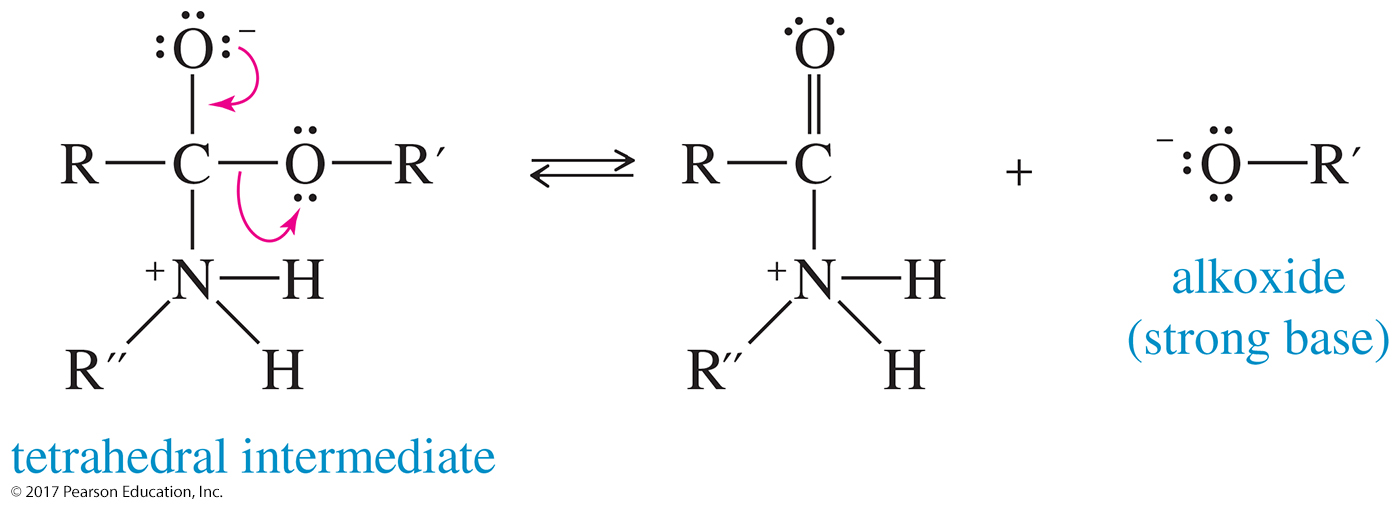 :Ö:⁻ Ö
R—C—Ö—R′ R—C + ⁻:Ö—R′
⁺N—H ⁺N—H alkoxide
R″ H R″ H (strong base)
tetrahedral intermediate
© 2017 Pearson Education, Inc.